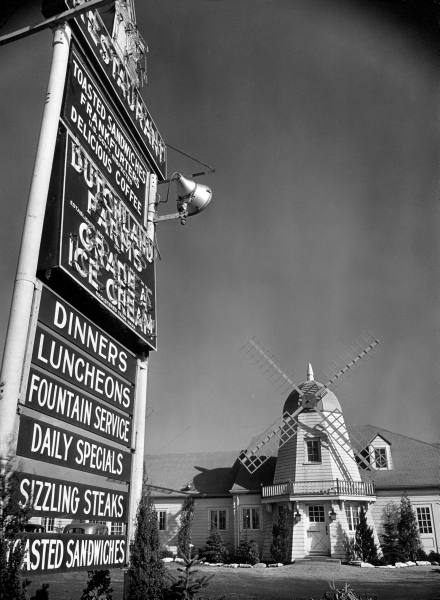 RESTAURANT
TOASTED SANDWICHES
FRANKFURTERS
DELICIOUS COFFEE
DUTCHLAND
FARMS
GRADE "A"
ICE CREAM
DINNERS
LUNCHEONS
FOUNTAIN SERVICE
DAILY SPECIALS
SIZZLING STEAKS
TOASTED SANDWICHES